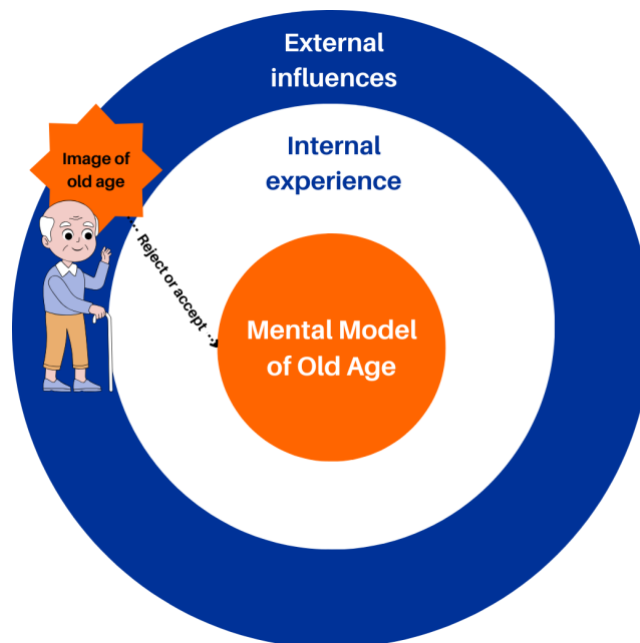 External
influences
Internal
experience
Image of
old age
Reject or accept
Mental Model
of Old Age